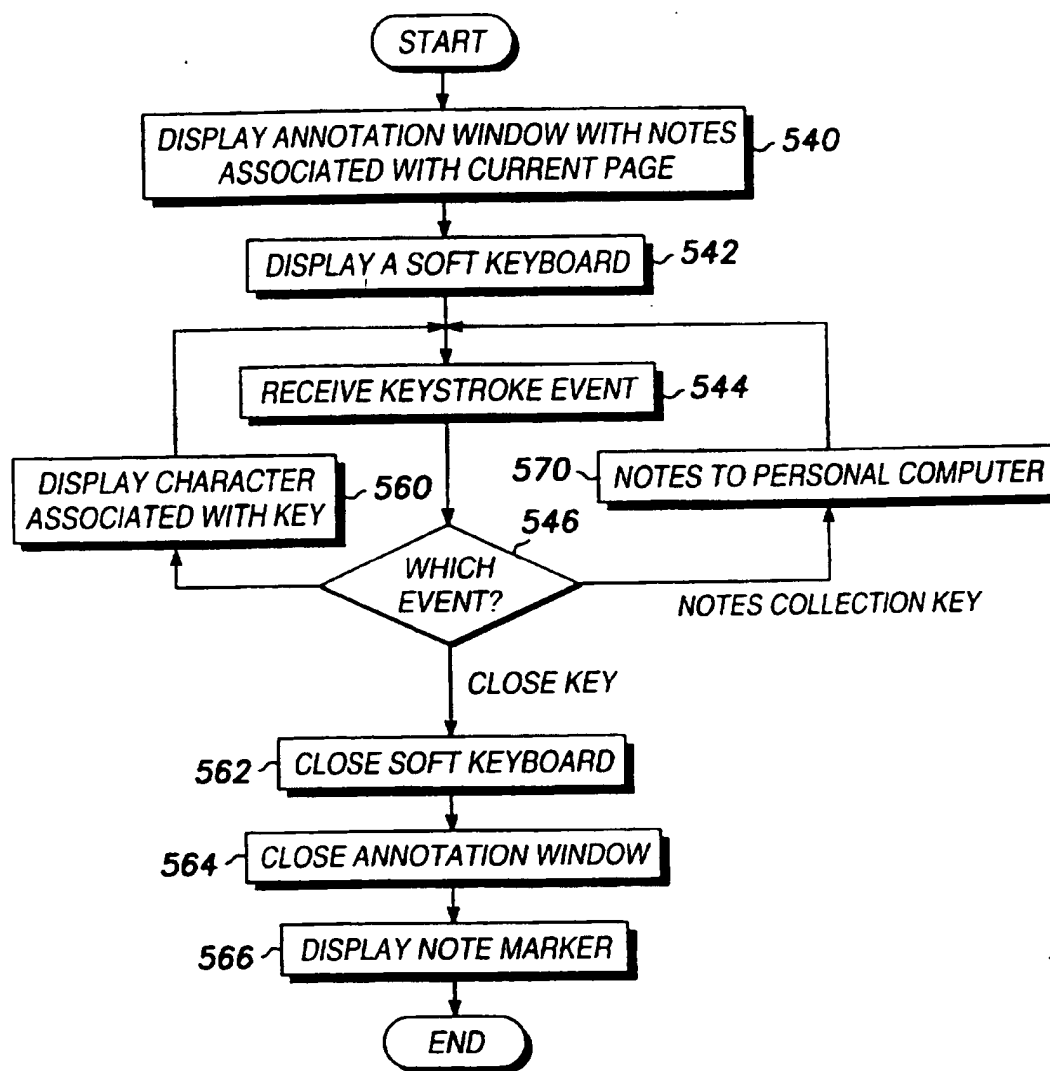 START
DISPLAY ANNOTATION WINDOW WITH NOTES
ASSOCIATED WITH CURRENT PAGE
540
DISPLAY A SOFT KEYBOARD
542
RECEIVE KEYSTROKE EVENT
544
DISPLAY CHARACTER
ASSOCIATED WITH KEY
560
570
NOTES TO PERSONAL COMPUTER
546
WHICH
EVENT?
NOTES COLLECTION KEY
CLOSE KEY
562
CLOSE SOFT KEYBOARD
564
CLOSE ANNOTATION WINDOW
566
DISPLAY NOTE MARKER
END